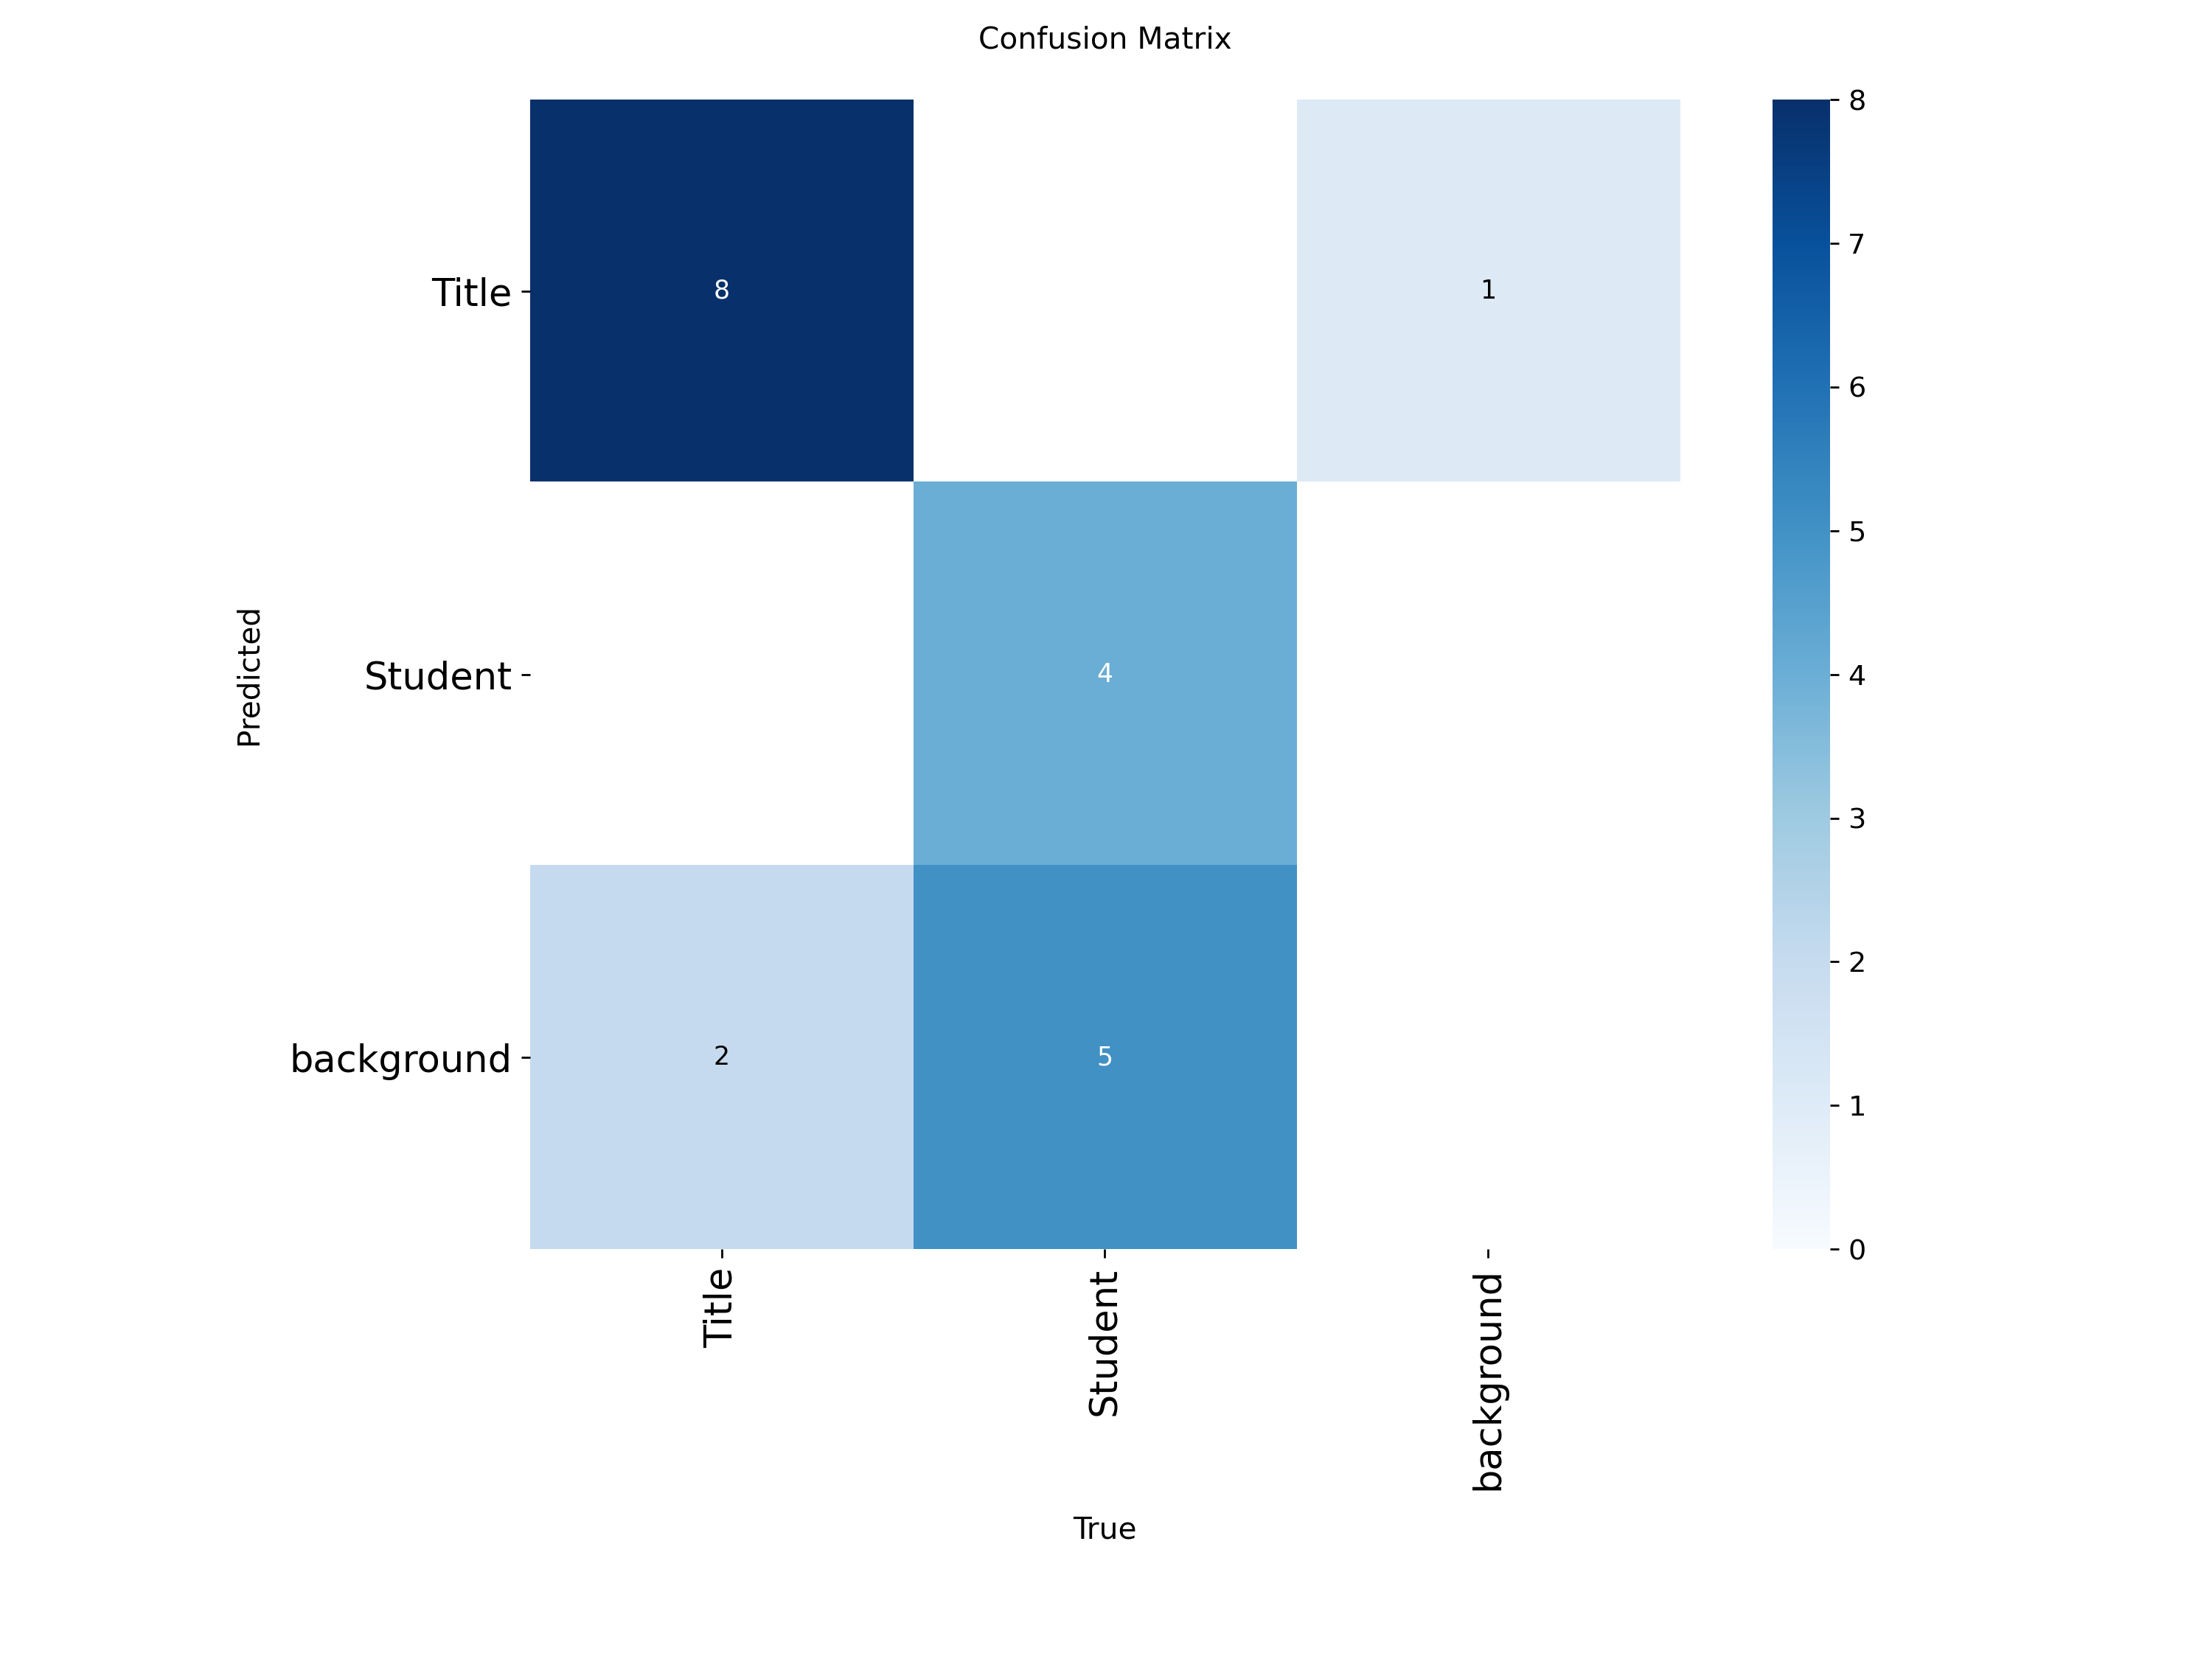 Confusion Matrix
Title
8
1
Student
4
background
2
5
Predicted
Title
Student
background
True
8
7
6
5
4
3
2
1
0